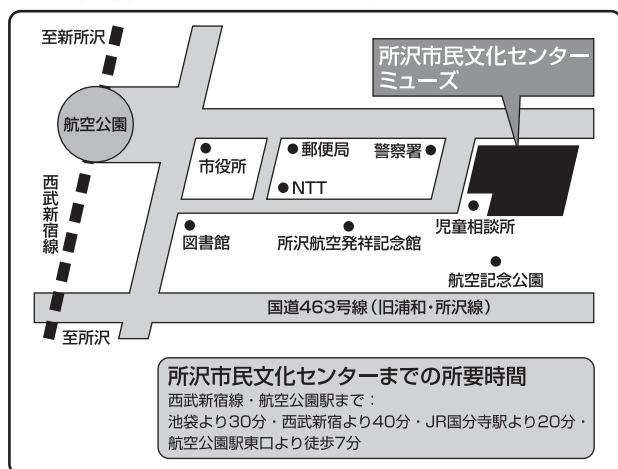 至新所沢
所沢市民文化センター
ミューズ
航空公園
市役所
郵便局
警察署
NTT
西武新宿線
図書館
所沢航空発祥記念館
児童相談所
航空記念公園
国道463号線(旧浦和・所沢線)
至所沢
所沢市民文化センターまでの所要時間
西武新宿線・航空公園駅まで:
池袋より30分・西武新宿より40分・JR国分寺駅より20分・
航空公園駅東口より徒歩7分